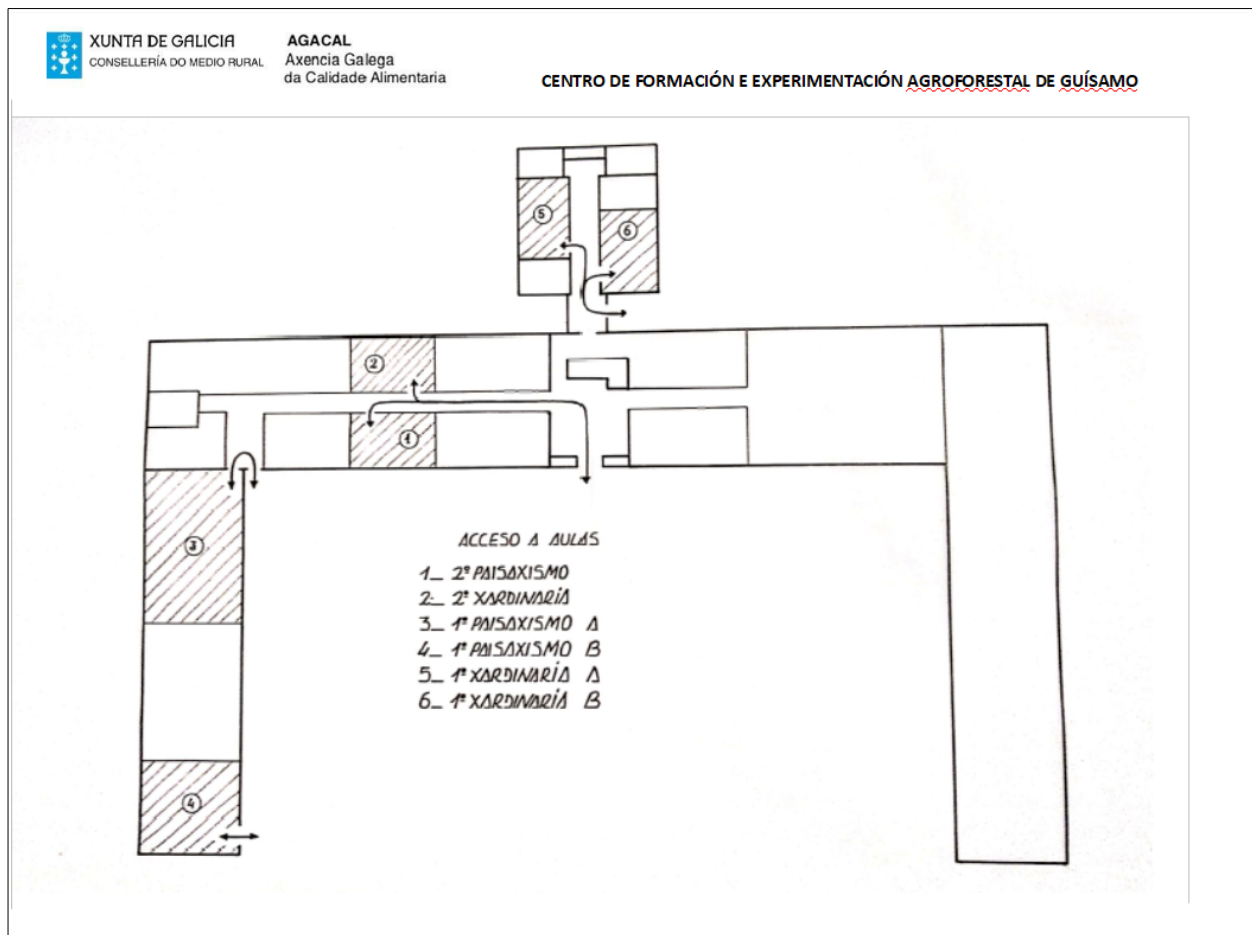 XUNTA DE GALICIA
CONSELLERÍA DO MEDIO RURAL
AGACAL
Axencia Galega
da Calidade Alimentaria
CENTRO DE FORMACIÓN E EXPERIMENTACIÓN AGROFORESTAL DE GUÍSAMO
5
6
2
1
3
4
ACCESO A AULAS
1_ 2º PAISAXISMO
2_ 2º XARDINARÍA
3_ 1º PAISAXISMO A
4_ 1º PAISAXISMO B
5_ 1º XARDINARÍA A
6_ 1º XARDINARÍA B